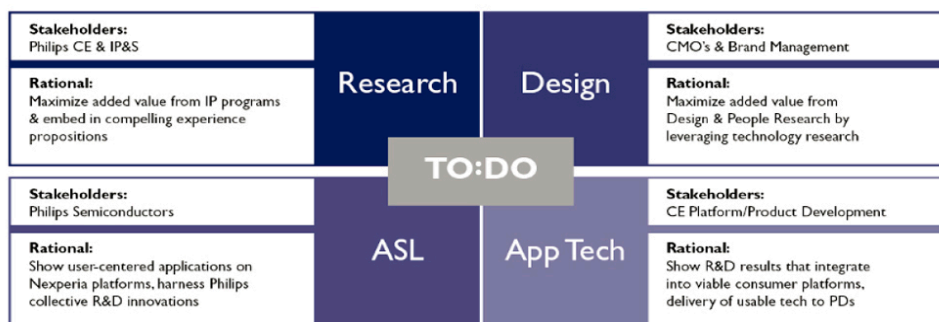 Stakeholders:
Philips CE & IP&S
Rational:
Maximize added value from IP programs
& embed in compelling experience
propositions
Research
Design
Stakeholders:
CMO's & Brand Management
Rational:
Maximize added value from
Design & People Research by
leveraging technology research
TO:DO
Stakeholders:
Philips Semiconductors
Rational:
Show user-centered applications on
Nexperia platforms, harness Philips
collective R&D innovations
ASL
App Tech
Stakeholders:
CE Platform/Product Development
Rational:
Show R&D results that integrate
into viable consumer platforms,
delivery of usable tech to PDs